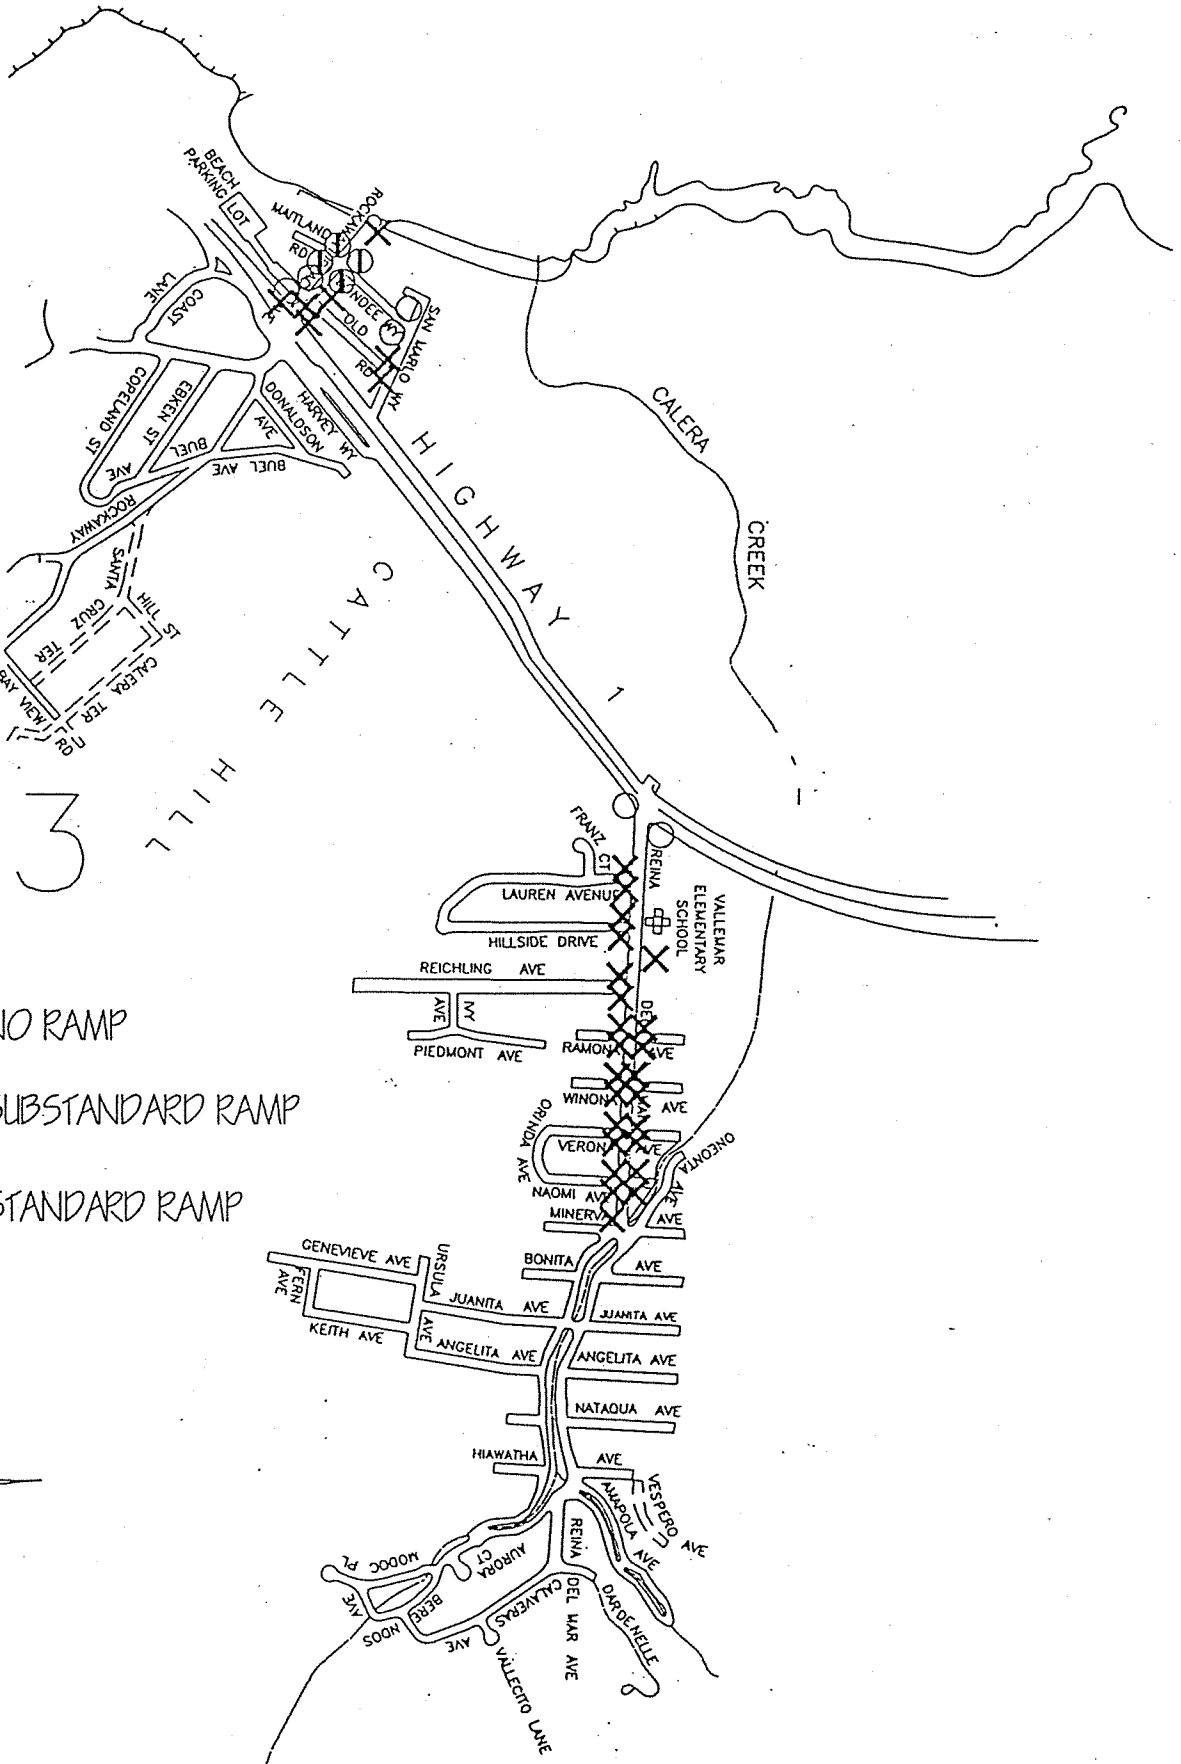 BEACH
PARKING LOT
MAITLAND
RD
ROCKAWAY
OLD
RD
SAN MARLO WY
COAST
LANE
COPELAND ST
EBKEN ST
BUEL
AVE
DONALDSON
AVE
HARVEY WY
BUEL AVE
ROCKAWAY
SANTA
CRUZ
TER
HILL ST
CALERA
TER
BAY VIEW
RD
HIGHWAY 1
CATTLE HILL
CALERA
CREEK
3
FRANZ
CT
REINA
LAUREN AVENUE
HILLSIDE DRIVE
VALLEMAR
ELEMENTARY
SCHOOL
REICHLING AVE
IVY
AVE
PIEDMONT AVE
NO RAMP
SUBSTANDARD RAMP
STANDARD RAMP
RAMONA AVE
WINONA AVE
ORINDA AVE
VERONA AVE
ONEONTA
AVE
NAOMI AVE
MINERVA AVE
GENEVIEVE AVE
URSULA
AVE
FERN
AVE
KEITH AVE
BONITA AVE
JUANITA AVE
JUANITA AVE
ANGELITA AVE
ANGELITA AVE
NATAQUA AVE
HIAWATHA AVE
VESPERO AVE
AMAPOLA AVE
REINA
DEL MAR AVE
MODOC PL
AURORA
CT
BERE
NDOS
AVE
CALAVERAS
AVE
DARDENELLE
VALLECITO LANE